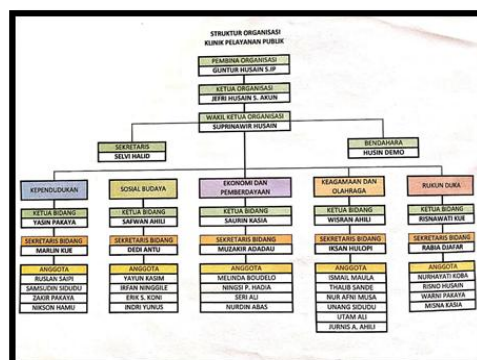 STRUKTUR ORGANISASI
KLINIK PELAYANAN PUBLIK
PEMBINA ORGANISASI
GUNTUR HUSAIN S.IP
KETUA ORGANISASI
JEFRI HUSAIN S. AKUN
WAKIL KETUA ORGANISASI
SUPRINAWIR HUSAIN
SEKRETARIS
SELVI HALID
BENDAHARA
HUSIN DEMO
KEPENDUDUKAN
KETUA BIDANG
YASIN PAKAYA
SEKRETARIS BIDANG
MARLIN KUE
ANGGOTA
RUSLAN SAIPI
SAMSUDIN SIDUDU
ZAKIR PAKAYA
NIKSON HAMU
SOSIAL BUDAYA
KETUA BIDANG
SAFWAN AHILI
SEKRETARIS BIDANG
DEDI ANTU
ANGGOTA
YAYUN KASIM
IRFAN NINGGILE
ERIK S. KONI
INDRI YUNUS
EKONOMI DAN
PEMBERDAYAAN
KETUA BIDANG
SAURIN KASIA
SEKRETARIS BIDANG
MUZAKIR ADADAU
ANGGOTA
MELINDA BOUDELO
NINGSI P. HADIA
SERI ALI
NURDIN ABAS
KEAGAMAAN DAN
OLAHRAGA
KETUA BIDANG
WISRAN AHILI
SEKRETARIS BIDANG
IKSAN HULOPI
ANGGOTA
ISMAIL MAULA
THALIB SANDE
NUR AFNI MUSA
UNANG SIDUDU
UTAM ALI
JURNIS A. AHILI
RUKUN DUKA
KETUA BIDANG
RISNAWATI KUE
SEKRETARIS BIDANG
RABIA DJAFAR
ANGGOTA
NURHAYATI KOBA
RISNO HUSAIN
WARNI PAKAYA
MISNA KASIA